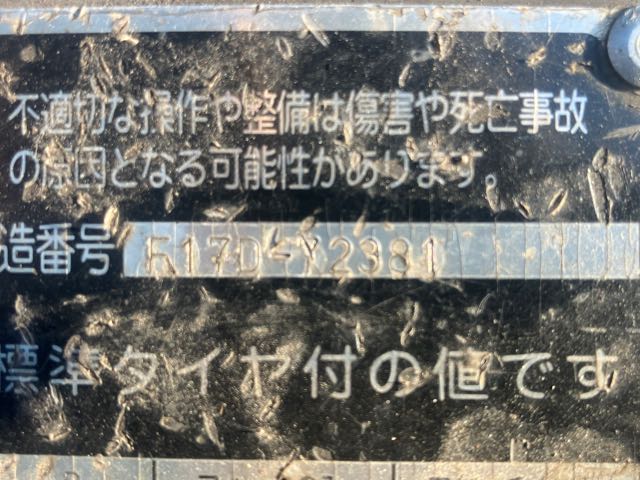 不適切な操作や整備は傷害や死亡事故
の原因となる可能性があります。
造番号 F17D-Y2381
標準タイヤ付の値です